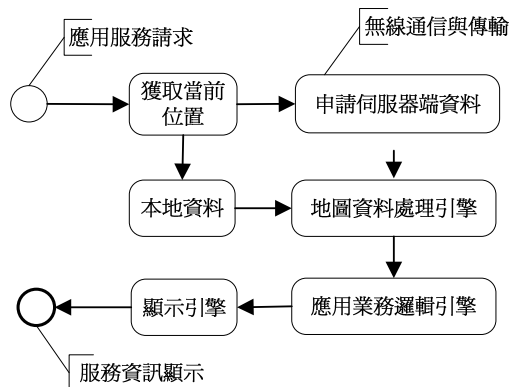 應用服務請求
無線通信與傳輸
獲取當前
位置
申請伺服器端資料
本地資料
地圖資料處理引擎
顯示引擎
應用業務邏輯引擎
服務資訊顯示